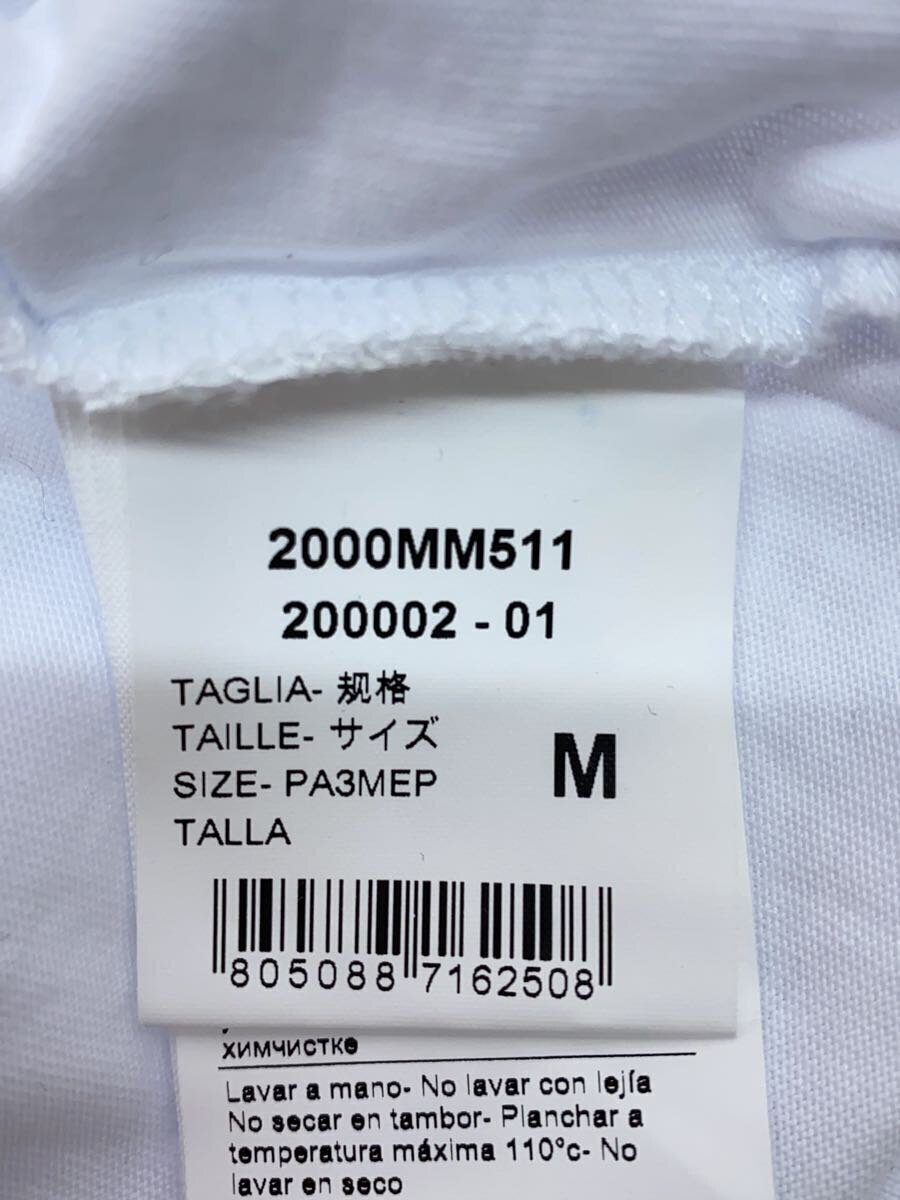 2000MM511
200002 - 01
TAGLIA- 规格
TAILLE- サイズ
SIZE- РАЗМЕР
TALLA
M
805088 7162508
химчистке
Lavar a mano- No lavar con lejía
No secar en tambor- Planchar a
temperatura máxima 110°c- No
lavar en seco